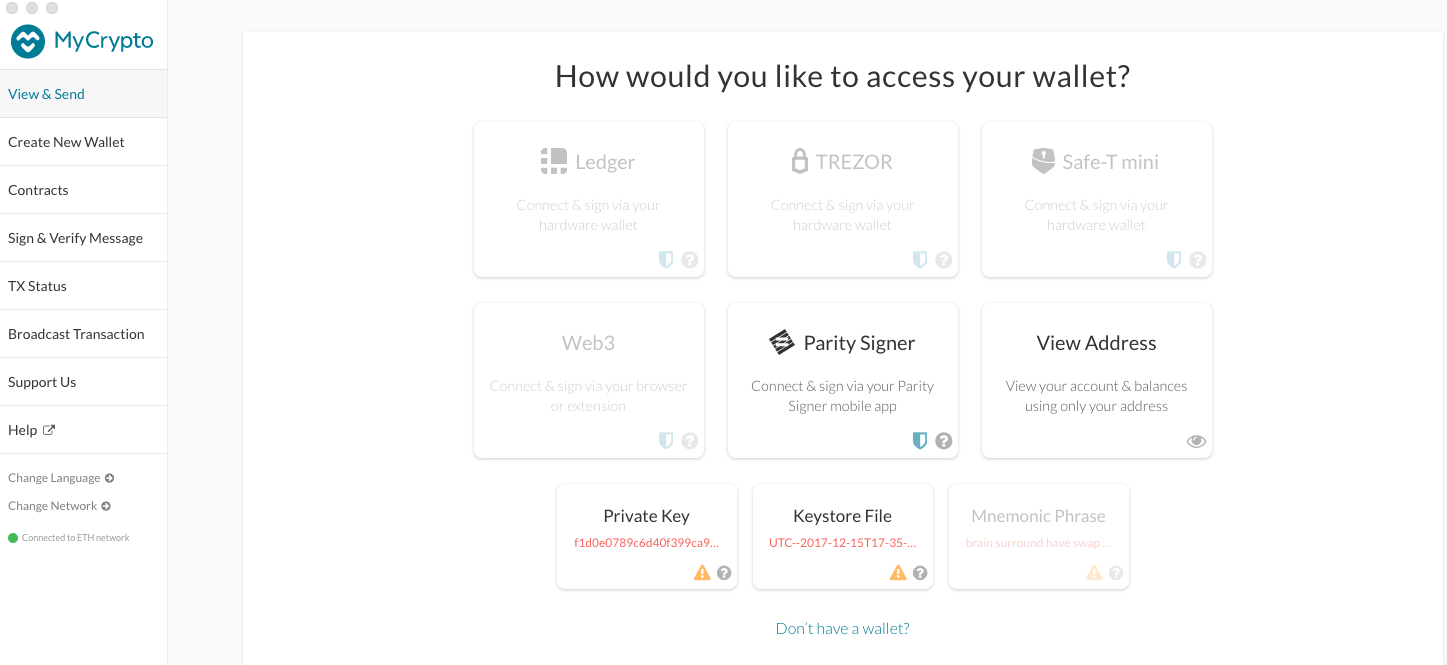 MyCrypto
View & Send
Create New Wallet
Contracts
Sign & Verify Message
TX Status
Broadcast Transaction
Support Us
Help
Change Language
Change Network
Connected to ETH network
How would you like to access your wallet?
Ledger
Connect & sign via your
hardware wallet
TREZOR
Connect & sign via your
hardware wallet
Safe-T mini
Connect & sign via your
hardware wallet
Web3
Connect & sign via your browser
or extension
Parity Signer
Connect & sign via your Parity
Signer mobile app
View Address
View your account & balances
using only your address
Private Key
f1d0e0789c6d40f399ca9...
Keystore File
UTC--2017-12-15T17-35-...
Mnemonic Phrase
brain surround have swap ...
Don't have a wallet?